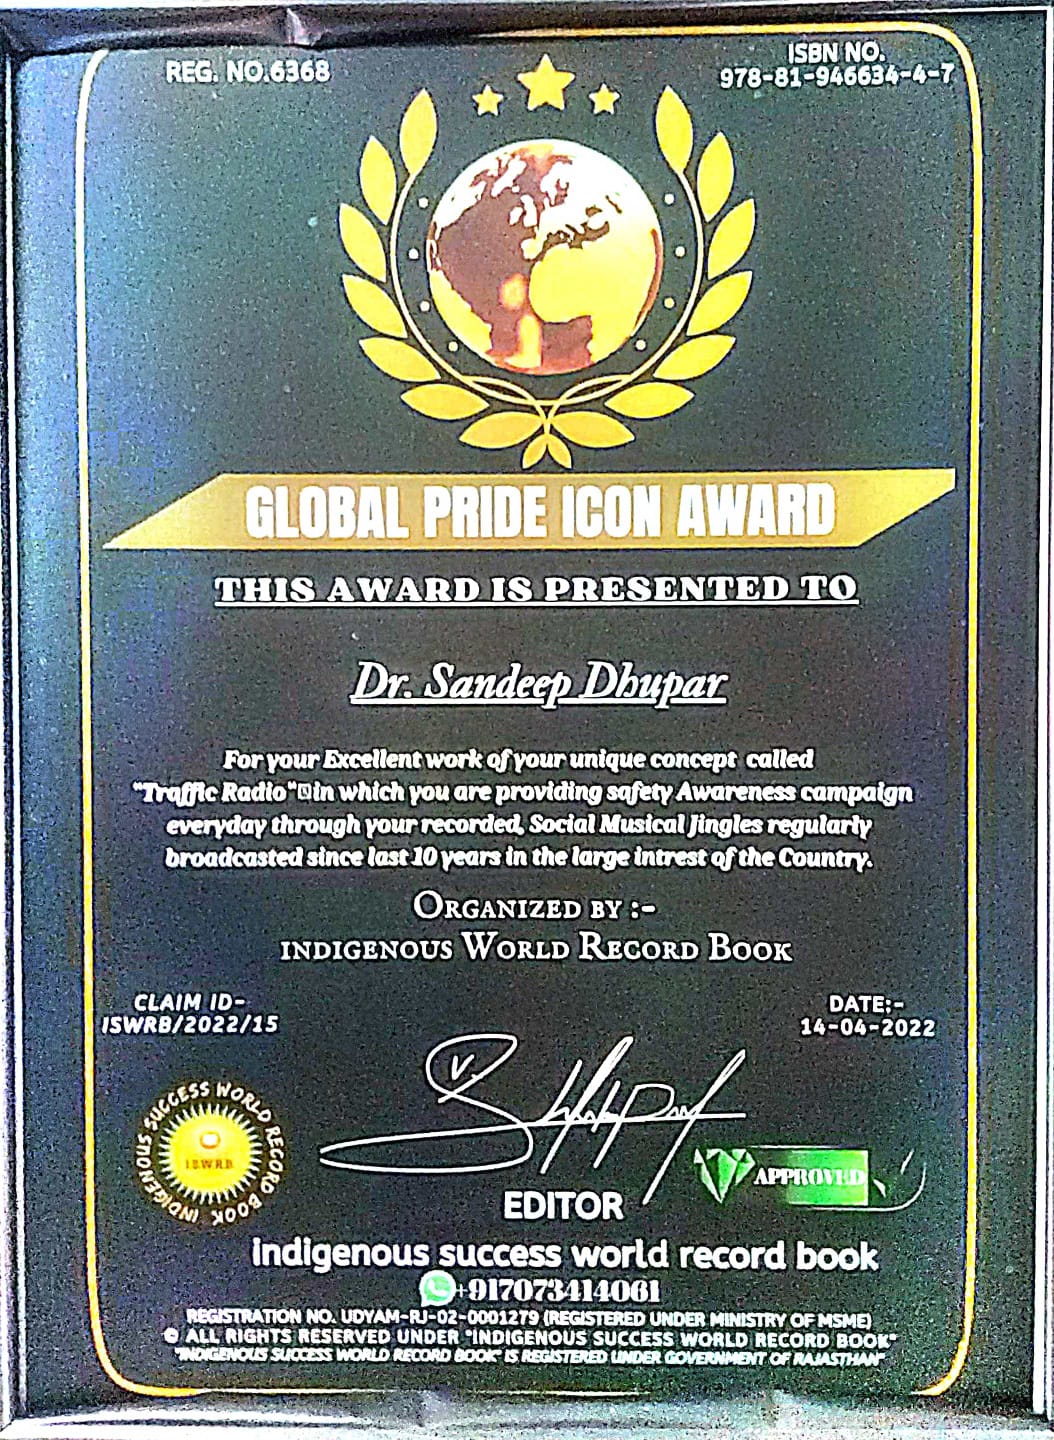 REG. NO.6368
ISBN NO.
978-81-946634-4-7
GLOBAL PRIDE ICON AWARD
THIS AWARD IS PRESENTED TO
Dr. Sandeep Dhupar
For your Excellent work of your unique concept called
"Traffic Radio" in which you are providing safety Awareness campaign
everyday through your recorded, Social Musical Jingles regularly
broadcasted since last 10 years in the large intrest of the Country.
ORGANIZED BY :-
INDIGENOUS WORLD RECORD BOOK
CLAIM ID-
ISWRB/2022/15
DATE:-
14-04-2022
INDIGENOUS SUCCESS WORLD RECORD BOOK
ISWRB
APPROVED
EDITOR
indigenous success world record book
+917073414061
REGISTRATION NO. UDYAM-RJ-02-0001279 (REGISTERED UNDER MINISTRY OF MSME)
© ALL RIGHTS RESERVED UNDER "INDIGENOUS SUCCESS WORLD RECORD BOOK"
"INDIGENOUS SUCCESS WORLD RECORD BOOK" IS REGISTERED UNDER GOVERNMENT OF RAJASTHAN"